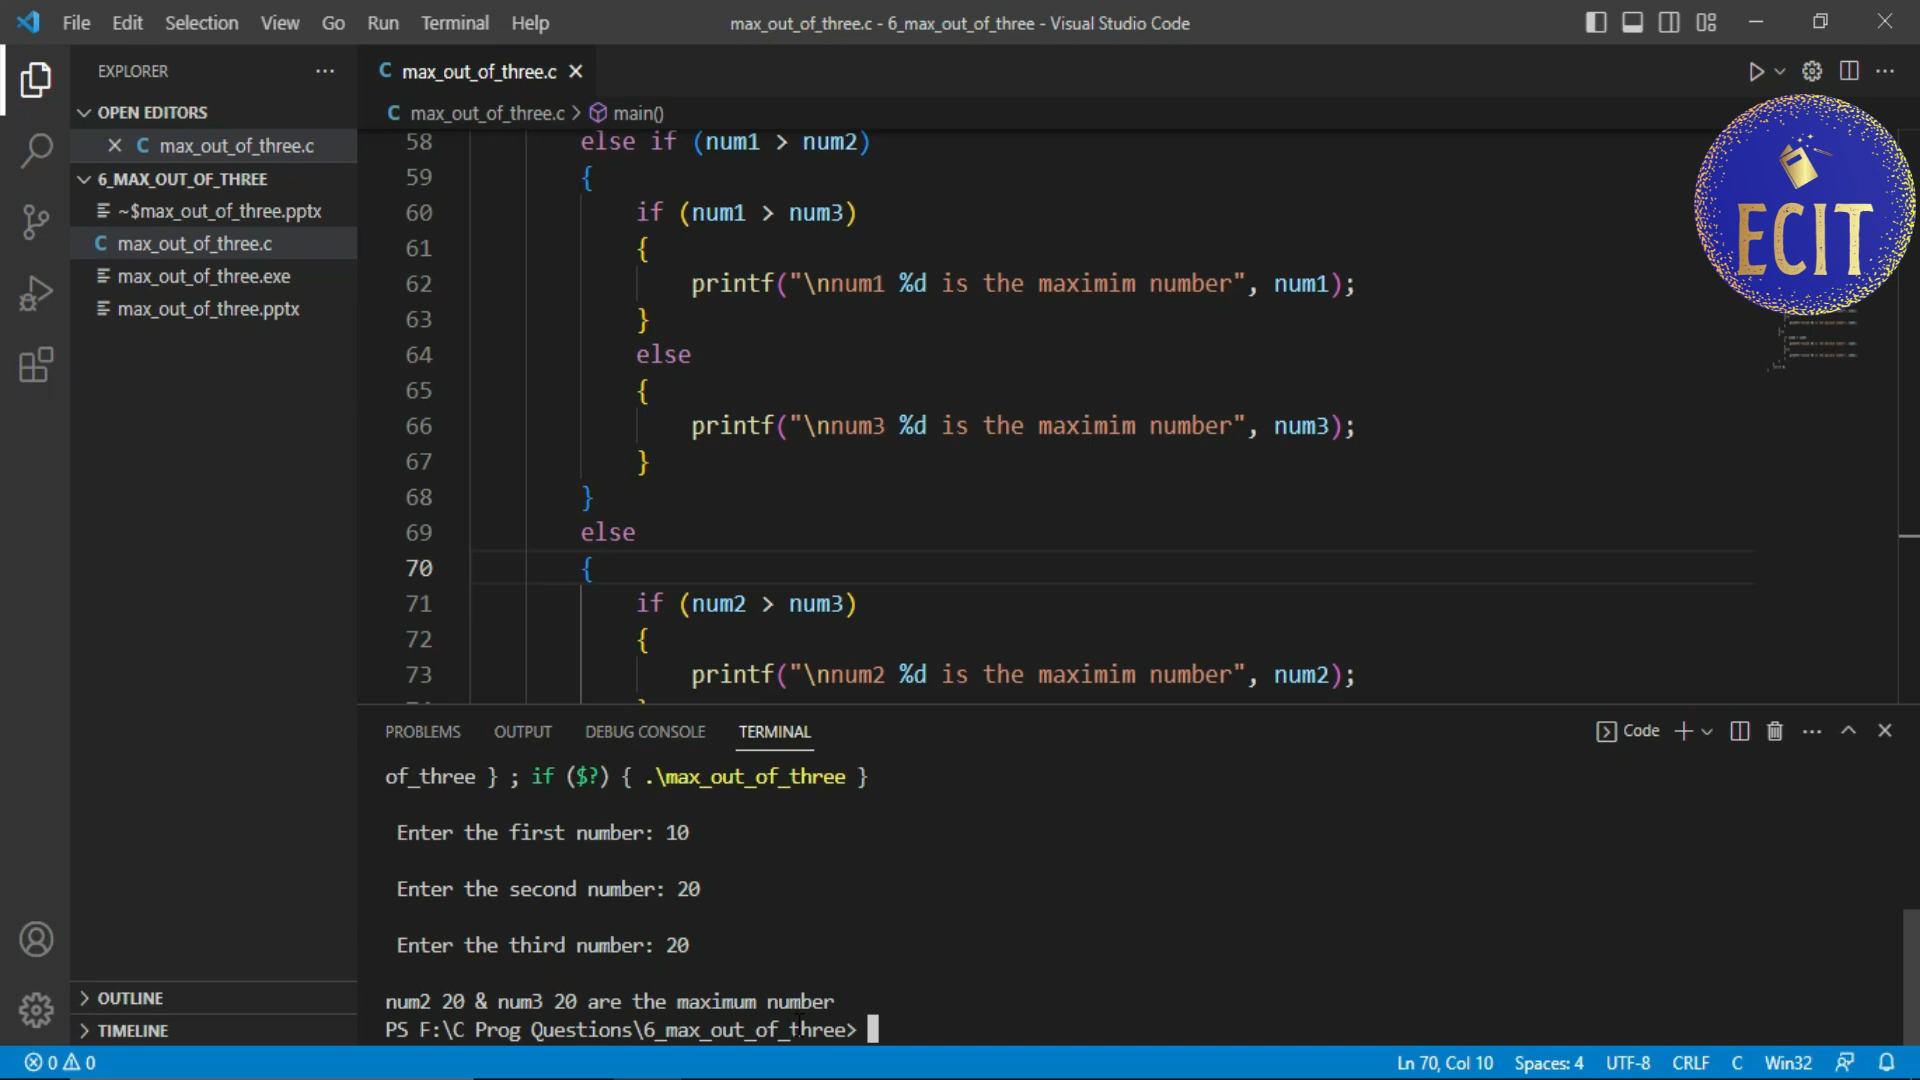 File Edit Selection View Go Run Terminal Help
max_out_of_three.c - 6_max_out_of_three - Visual Studio Code
EXPLORER
OPEN EDITORS
max_out_of_three.c
6_MAX_OUT_OF_THREE
~$max_out_of_three.pptx
C max_out_of_three.c
max_out_of_three.exe
max_out_of_three.pptx
OUTLINE
TIMELINE
C max_out_of_three.c
C max_out_of_three.c > main()
58 else if (num1 > num2)
59 {
60 if (num1 > num3)
61 {
62 printf("\nnum1 %d is the maximim number", num1);
63 }
64 else
65 {
66 printf("\nnum3 %d is the maximim number", num3);
67 }
68 }
69 else
70 {
71 if (num2 > num3)
72 {
73 printf("\nnum2 %d is the maximim number", num2);
ECIT
PROBLEMS OUTPUT DEBUG CONSOLE TERMINAL
Code
of_three } ; if ($?) { .\max_out_of_three }
Enter the first number: 10
Enter the second number: 20
Enter the third number: 20
num2 20 & num3 20 are the maximum number
PS F:\C Prog Questions\6_max_out_of_three>
0 0
Ln 70, Col 10 Spaces: 4 UTF-8 CRLF C Win32